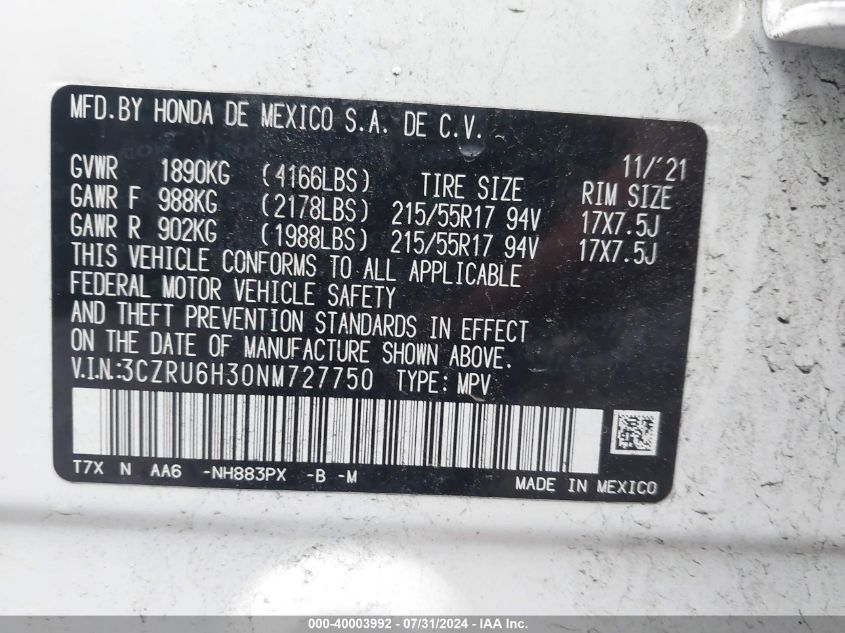 MFD.BY HONDA DE MEXICO S.A. DE C.V.
11/'21
GVWR 1890KG (4166LBS) TIRE SIZE RIM SIZE
GAWR F 988KG (2178LBS) 215/55R17 94V 17X7.5J
GAWR R 902KG (1988LBS) 215/55R17 94V 17X7.5J
THIS VEHICLE CONFORMS TO ALL APPLICABLE
FEDERAL MOTOR VEHICLE SAFETY
AND THEFT PREVENTION STANDARDS IN EFFECT
ON THE DATE OF MANUFACTURE SHOWN ABOVE.
V.I.N.:3CZRU6H30NM727750 TYPE: MPV
T7X N AA6 -NH883PX -B -M
MADE IN MEXICO
000-40003992 - 07/31/2024 - IAA Inc.